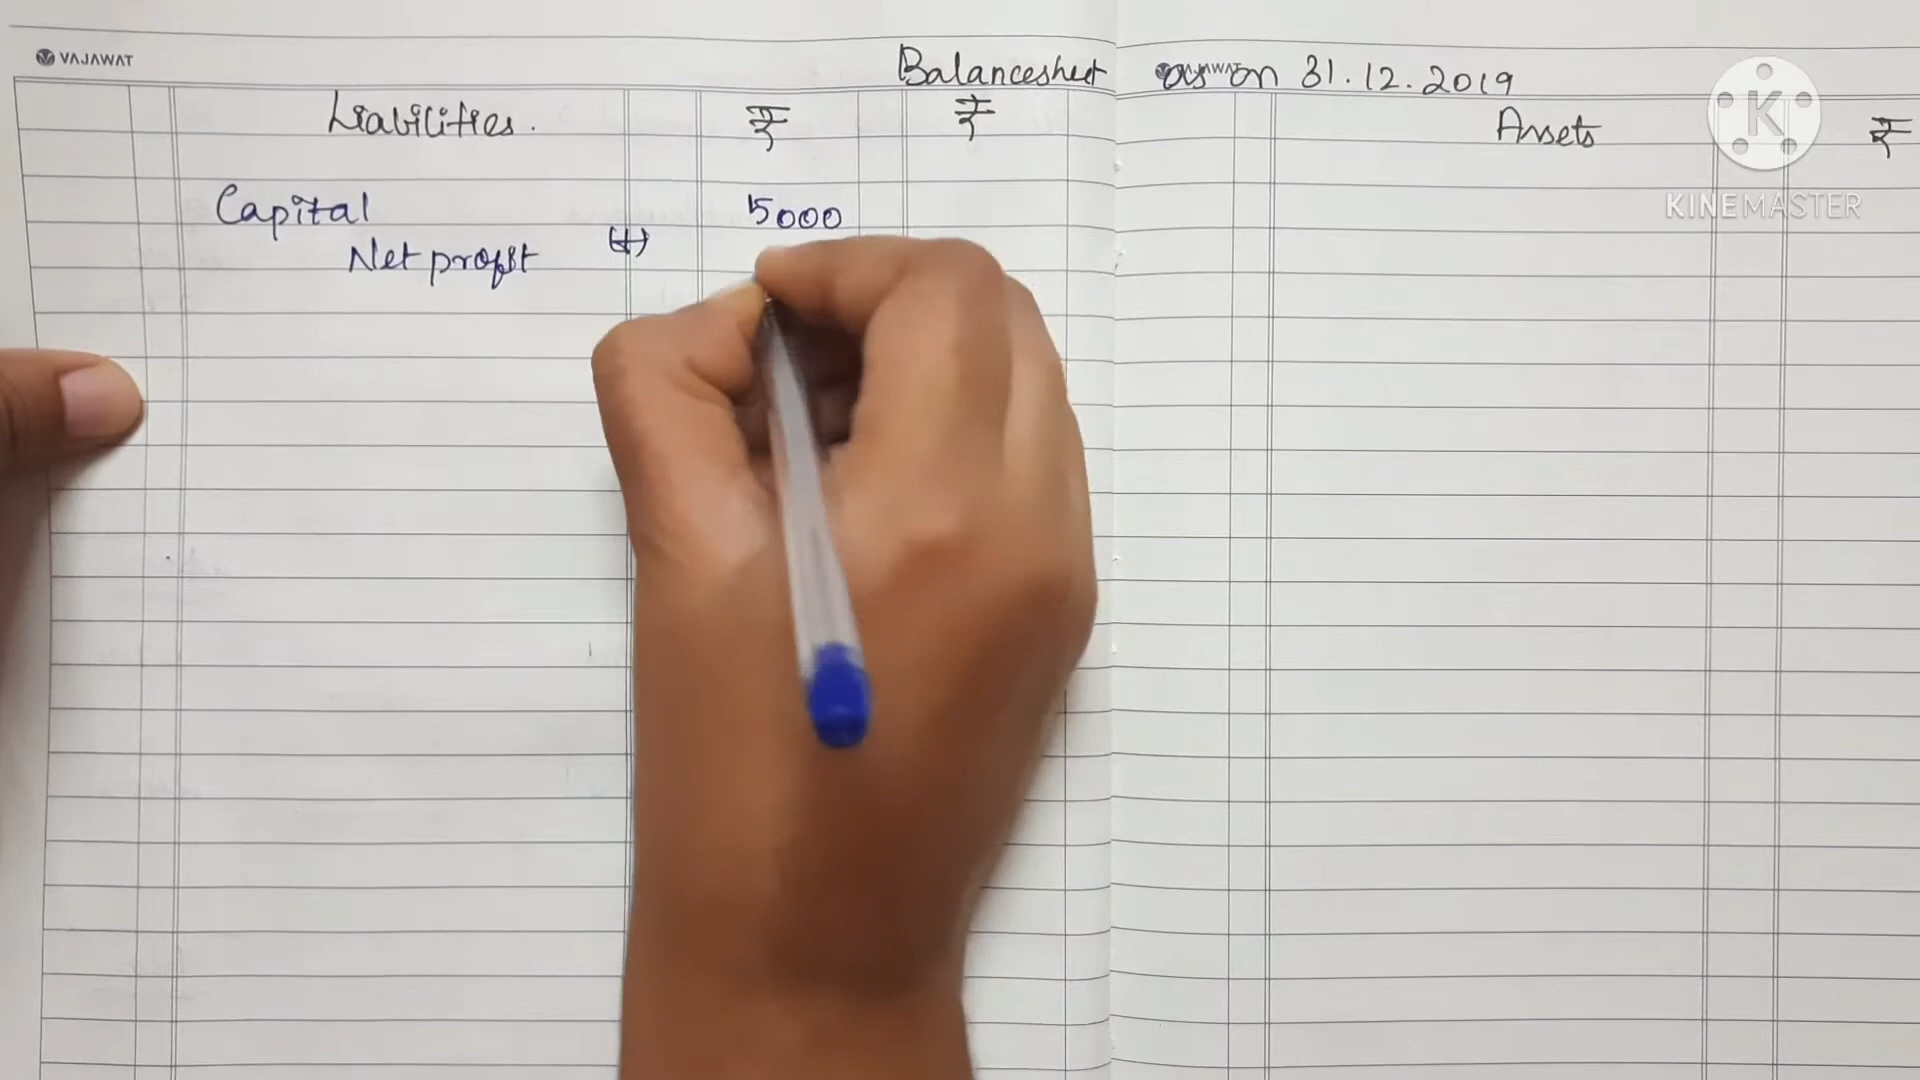 VAJAWAT
Balancesheet as on 31.12.2019
Liabilities. ₹ ₹ Assets ₹
K
KINEMASTER
Capital 5000
Net profit (+)